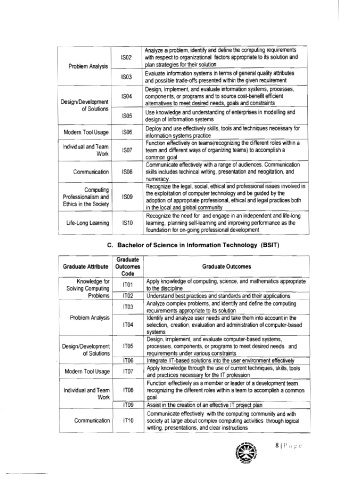 Analyze a problem, identify and define the computing requirements
IS02 with respect to organizational factors appropriate to its solution and
Problem Analysis plan strategies for their solution
IS03 Evaluate information systems in terms of general quality attributes
and possible trade-offs presented within the given requirement
Design, implement, and evaluate information systems, processes,
IS04 components, or programs and to source cost-benefit efficient
Design/Development alternatives to meet desired needs, goals and constraints
of Solutions
IS05 Use knowledge and understanding of enterprises in modelling and
design of information systems
Modern Tool Usage IS06 Deploy and use effectively skills, tools and techniques necessary for
information systems practice
Individual and Team Function effectively on teams(recognizing the different roles within a
Work IS07 team and different ways of organizing teams) to accomplish a
common goal
Communicate effectively with a range of audiences. Communication
Communication IS08 skills includes technical writing, presentation and negotiation, and
numeracy
Computing Recognize the legal, social, ethical and professional issues involved in
Professionalism and IS09 the exploitation of computer technology and be guided by the
Ethics in the Society adoption of appropriate professional, ethical and legal practices both
in the local and global community
Recognize the need for and engage in an independent and life-long
Life-Long Learning IS10 learning, planning self-learning and improving performance as the
foundation for on-going professional development
C. Bachelor of Science in Information Technology (BSIT)
Graduate Attribute Graduate Outcomes Code Graduate Outcomes
Knowledge for IT01 Apply knowledge of computing, science, and mathematics appropriate
Solving Computing to the discipline
Problems IT02 Understand best practices and standards and their applications
IT03 Analyze complex problems, and identify and define the computing
requirements appropriate to its solution
Problem Analysis Identify and analyze user needs and take them into account in the
IT04 selection, creation, evaluation and administration of computer-based
systems
Design, implement, and evaluate computer-based systems,
Design/Development IT05 processes, components, or programs to meet desired needs and
of Solutions requirements under various constraints
IT06 Integrate IT-based solutions into the user environment effectively
Modern Tool Usage IT07 Apply knowledge through the use of current techniques, skills, tools
and practices necessary for the IT profession
Function effectively as a member or leader of a development team
Individual and Team IT08 recognizing the different roles within a team to accomplish a common
Work goal
IT09 Assist in the creation of an effective IT project plan
Communicate effectively with the computing community and with
Communication IT10 society at large about complex computing activities through logical
writing, presentations, and clear instructions
8 | P a g e